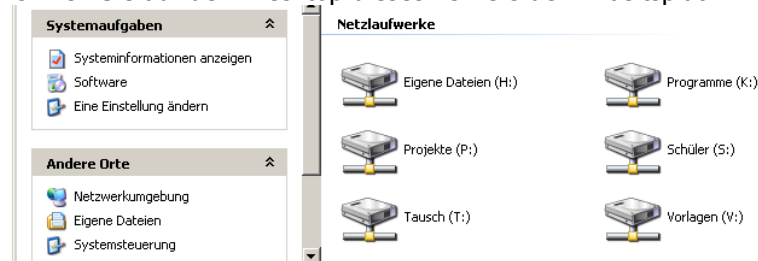 Systemaufgaben
Systeminformationen anzeigen
Software
Eine Einstellung ändern
Andere Orte
Netzwerkumgebung
Eigene Dateien
Systemsteuerung
Netzlaufwerke
Eigene Dateien (H:)
Programme (K:)
Projekte (P:)
Schüler (S:)
Tausch (T:)
Vorlagen (V:)